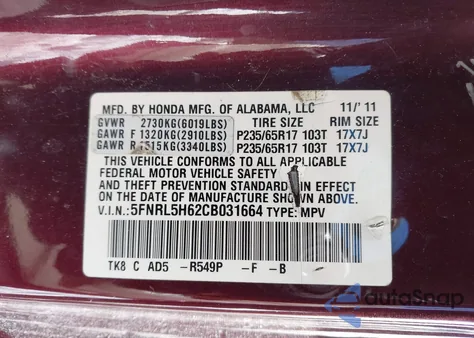 MFD. BY HONDA MFG. OF ALABAMA, LLC 11/'11
GVWR 2730KG(6019LBS) TIRE SIZE RIM SIZE
GAWR F 1320KG(2910LBS) P235/65R17 103T 17X7J
GAWR R 1515KG(3340LBS) P235/65R17 103T 17X7J
THIS VEHICLE CONFORMS TO ALL APPLICABLE
FEDERAL MOTOR VEHICLE SAFETY
AND THEFT PREVENTION STANDARD IN EFFECT
ON THE DATE OF MANUFACTURE SHOWN ABOVE.
V.I.N.: 5FNRL5H62CB031664 TYPE: MPV
TK8 C AD5 -R549P -F -B
autoSnap